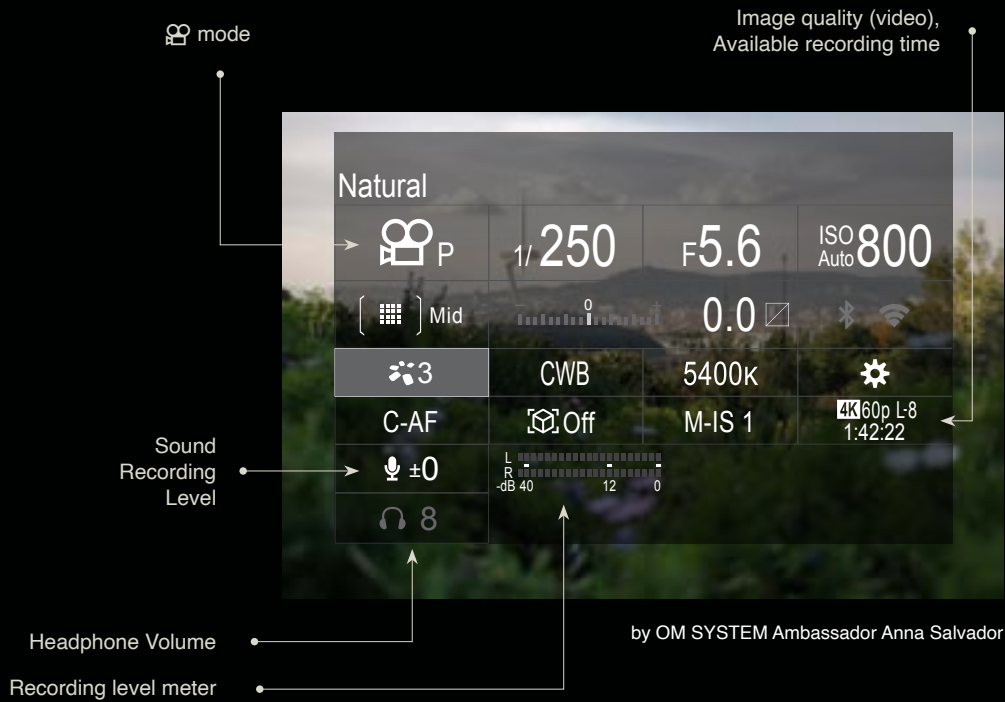 mode
Image quality (video),
Available recording time
Natural
P 1/250 F5.6 ISO Auto 800
Mid 0 0.0
3 CWB 5400K
C-AF Off M-IS 1 4K 60p L-8
1:42:22
Sound
Recording
Level
±0
L
R
-dB 40 12 0
8
Headphone Volume
by OM SYSTEM Ambassador Anna Salvador
Recording level meter